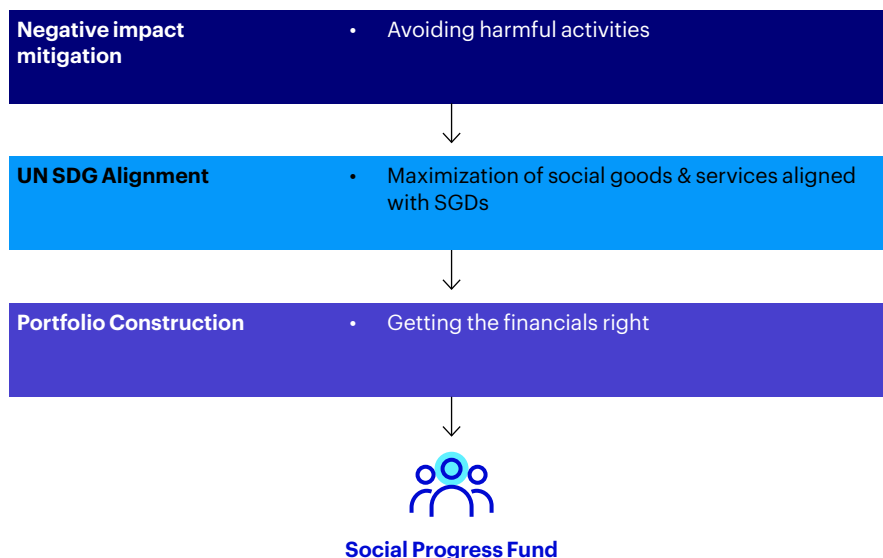 Negative impact
mitigation
• Avoiding harmful activities
UN SDG Alignment
• Maximization of social goods & services aligned
with SGDs
Portfolio Construction
• Getting the financials right
Social Progress Fund